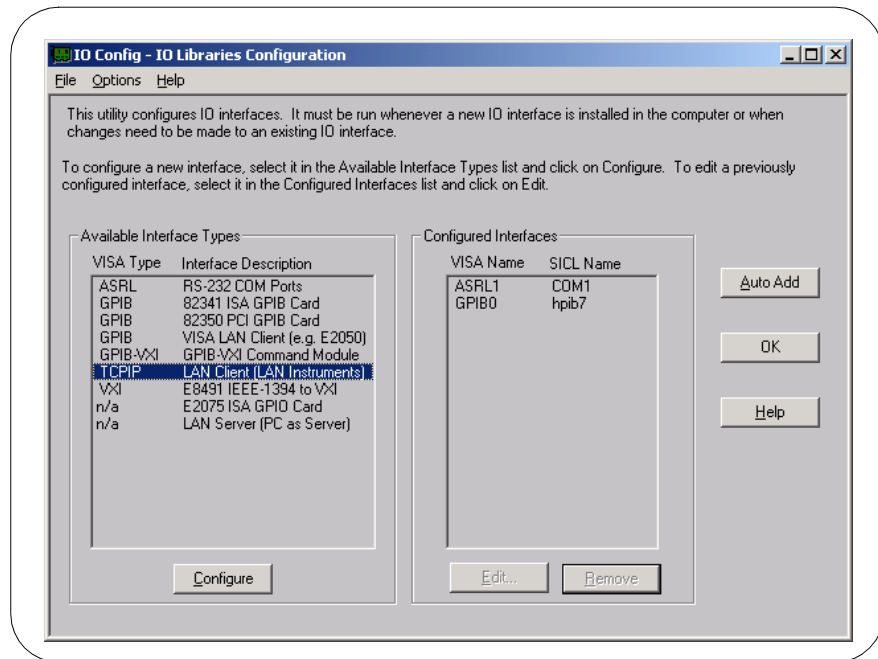 IO Config - IO Libraries Configuration
File Options Help
This utility configures IO interfaces. It must be run whenever a new IO interface is installed in the computer or when
changes need to be made to an existing IO interface.
To configure a new interface, select it in the Available Interface Types list and click on Configure. To edit a previously
configured interface, select it in the Configured Interfaces list and click on Edit.
Available Interface Types
VISA Type Interface Description
ASRL RS-232 COM Ports
GPIB 82341 ISA GPIB Card
GPIB 82350 PCI GPIB Card
GPIB VISA LAN Client (e.g. E2050)
GPIB-VXI GPIB-VXI Command Module
TCPIP LAN Client (LAN Instruments)
VXI E8491 IEEE-1394 to VXI
n/a E2075 ISA GPIO Card
n/a LAN Server (PC as Server)
Configure
Configured Interfaces
VISA Name SICL Name
ASRL1 COM1
GPIB0 hpib7
Edit... Remove
Auto Add
OK
Help